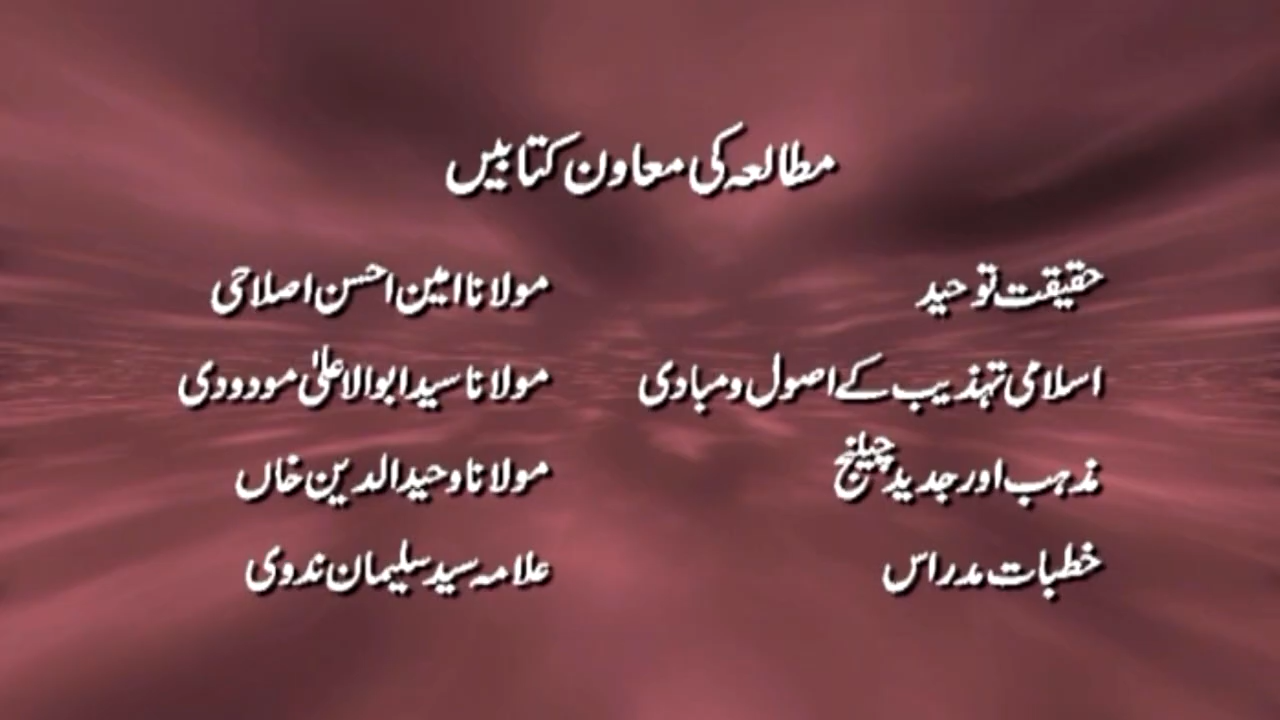 مطالعہ کی معاون کتابیں
حقیقت توحید مولانا امین احسن اصلاحی
اسلامی تہذیب کے اصول و مبادی مولانا سید ابوالاعلیٰ مودودی
مذہب اور جدید چیلنج مولانا وحید الدین خاں
خطبات مدراس علامہ سید سلیمان ندوی